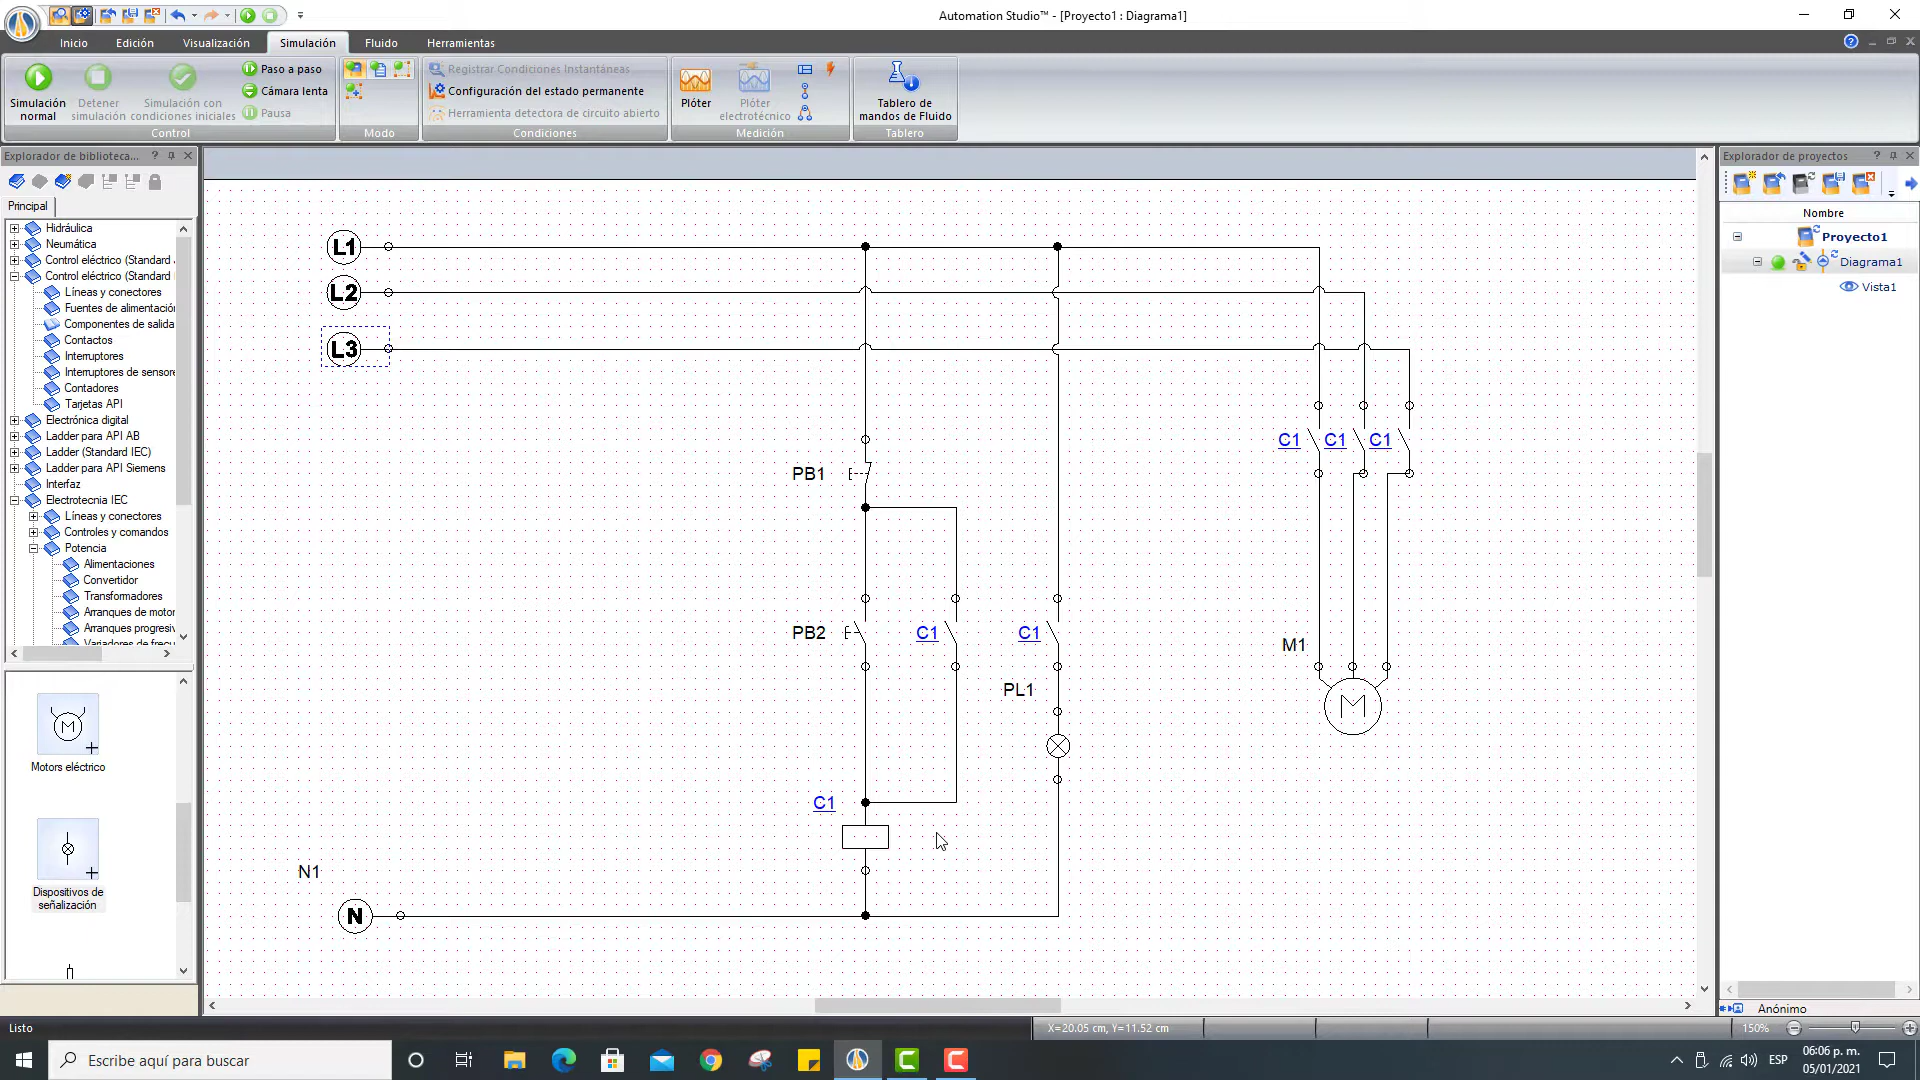 Automation Studio™ - [Proyecto1 : Diagrama1]
Inicio
Edición
Visualización
Simulación
Fluido
Herramientas
Simulación normal
Detener simulación
Simulación con condiciones iniciales
Paso a paso
Cámara lenta
Pausa
Control
Modo
Registrar Condiciones Instantáneas
Configuración del estado permanente
Herramienta detectora de circuito abierto
Condiciones
Plóter
Plóter electrotécnico
Medición
Tablero de mandos de Fluido
Tablero
Explorador de biblioteca...
Principal
Hidráulica
Neumática
Control eléctrico (Standard
Control eléctrico (Standard
Líneas y conectores
Fuentes de alimentación
Componentes de salida
Contactos
Interruptores
Interruptores de sensore
Contadores
Tarjetas API
Electrónica digital
Ladder para API AB
Ladder (Standard IEC)
Ladder para API Siemens
Interfaz
Electrotecnia IEC
Líneas y conectores
Controles y comandos
Potencia
Alimentaciones
Convertidor
Transformadores
Arranques de motor
Arranques progresiv
Motors eléctrico
Dispositivos de
señalización
L1
L2
L3
C1 C1 C1
PB1
PB2
C1
C1
M1
PL1
M
C1
N1
N
Explorador de proyectos
Nombre
Proyecto1
Diagrama1
Vista1
Anónimo
Listo
X=20.05 cm, Y=11.52 cm
150%
Escribe aquí para buscar
ESP
06:06 p. m.
05/01/2021